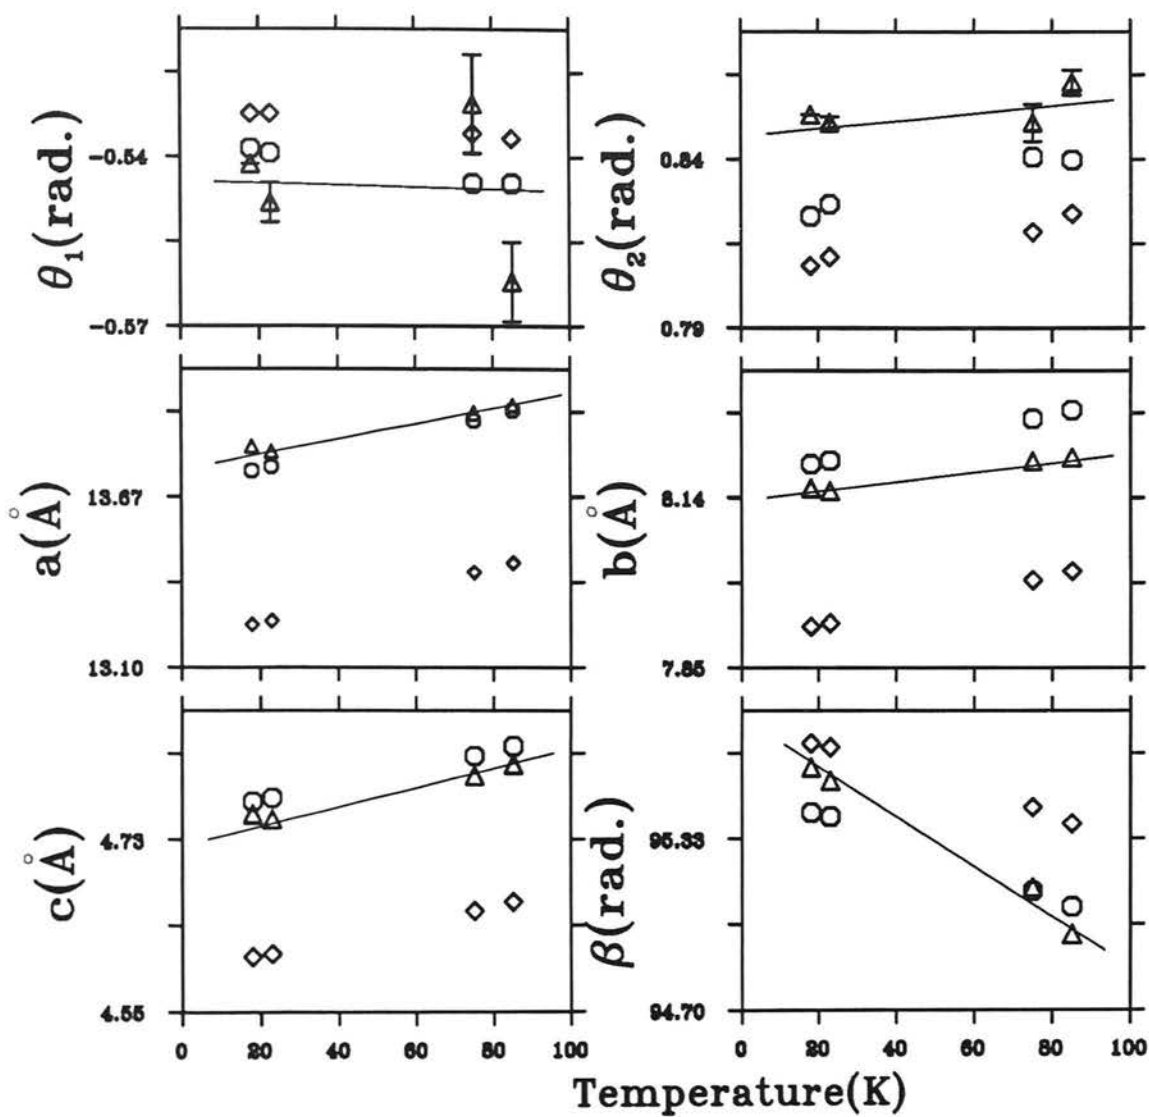 θ₁(rad.)
-0.54
-0.57
θ₂(rad.)
0.84
0.79
a(Å)
13.67
13.10
b(Å)
8.14
7.85
c(Å)
4.73
4.55
β(rad.)
95.33
94.70
0 20 40 60 80 100
0 20 40 60 80 100
Temperature(K)